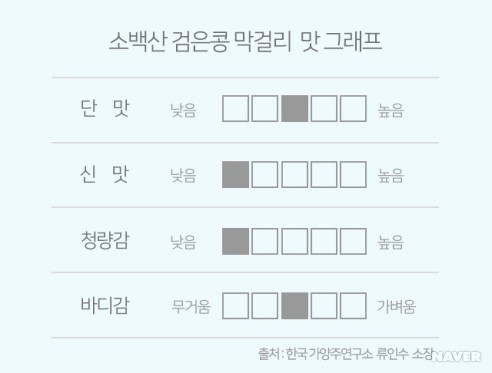 소백산 검은콩 막걸리 맛 그래프
단 맛 낮음 높음
신 맛 낮음 높음
청량감 낮음 높음
바디감 무거움 가벼움
출처 : 한국가양주연구소 류인수 소장
NAVER